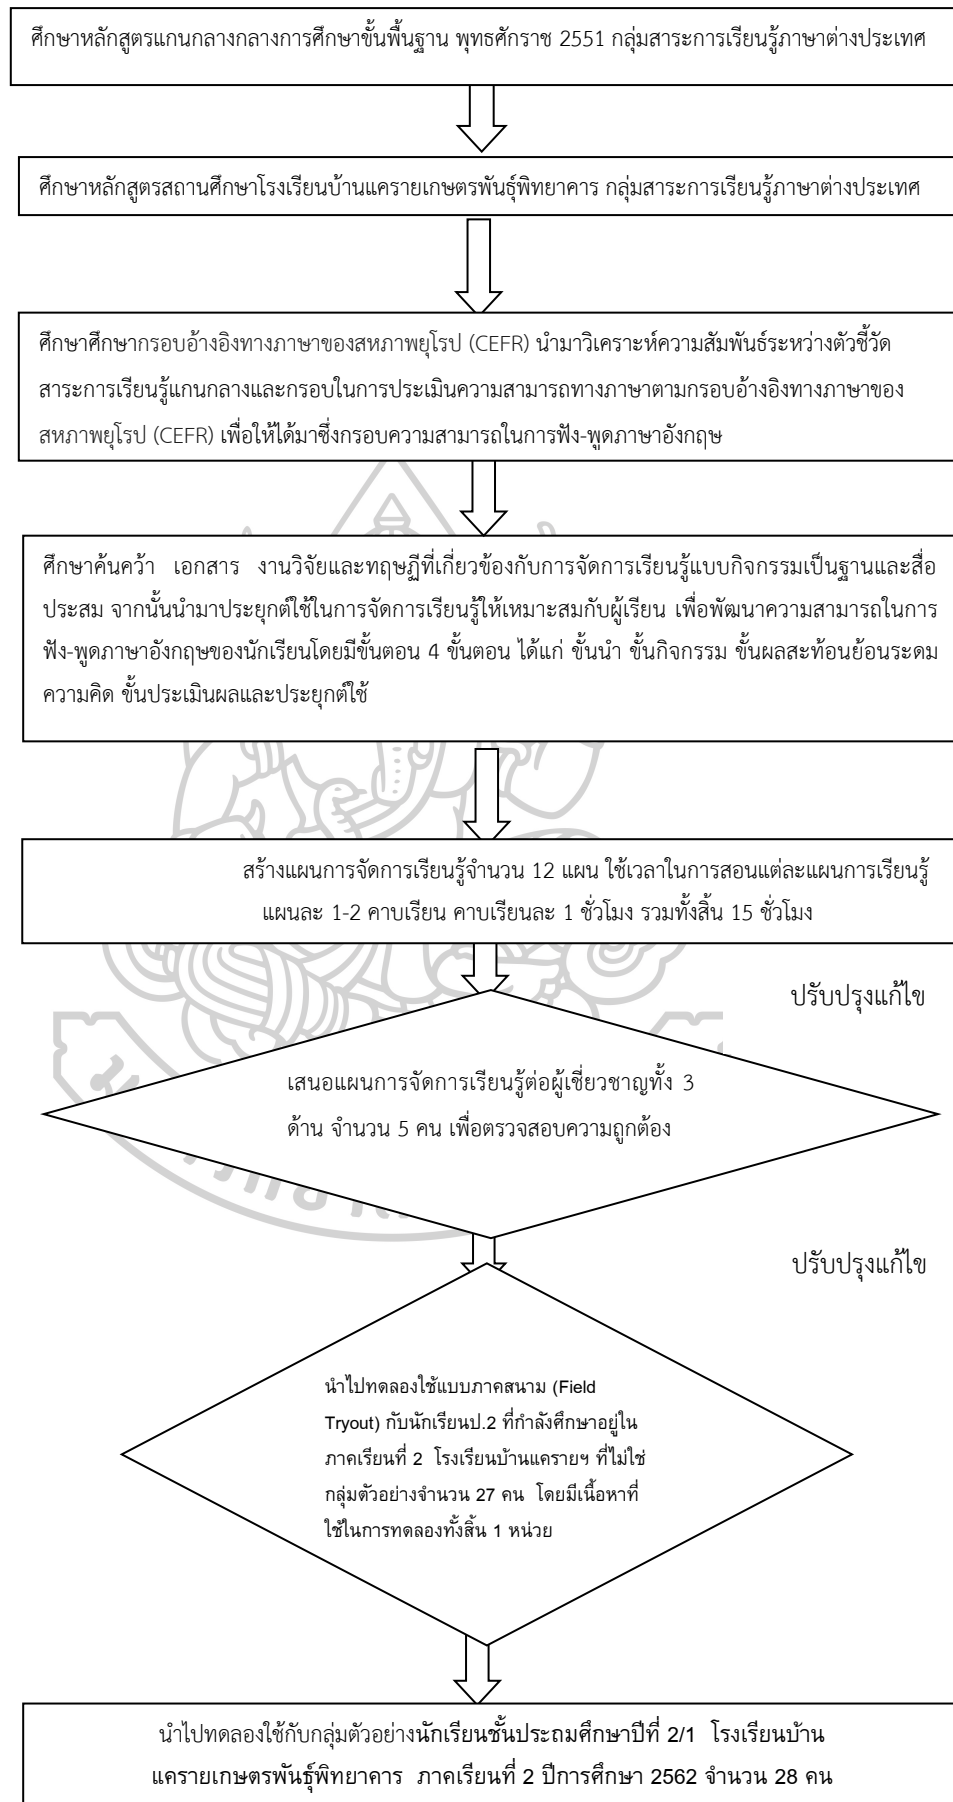 ศึกษาหลักสูตรแกนกลางกลางการศึกษาขั้นพื้นฐาน พุทธศักราช 2551 กลุ่มสาระการเรียนรู้ภาษาต่างประเทศ
ศึกษาหลักสูตรสถานศึกษาโรงเรียนบ้านแครายเกษตรพันธุ์พิทยาคาร กลุ่มสาระการเรียนรู้ภาษาต่างประเทศ
ศึกษาศึกษากรอบอ้างอิงทางภาษาของสหภาพยุโรป (CEFR) นำมาวิเคราะห์ความสัมพันธ์ระหว่างตัวชี้วัด
สาระการเรียนรู้แกนกลางและกรอบในการประเมินความสามารถทางภาษาตามกรอบอ้างอิงทางภาษาของ
สหภาพยุโรป (CEFR) เพื่อให้ได้มาซึ่งกรอบความสามารถในการฟัง-พูดภาษาอังกฤษ
ศึกษาค้นคว้า เอกสาร งานวิจัยและทฤษฏีที่เกี่ยวข้องกับการจัดการเรียนรู้แบบกิจกรรมเป็นฐานและสื่อ
ประสม จากนั้นนำมาประยุกต์ใช้ในการจัดการเรียนรู้ให้เหมาะสมกับผู้เรียน เพื่อพัฒนาความสามารถในการ
ฟัง-พูดภาษาอังกฤษของนักเรียนโดยมีขั้นตอน 4 ขั้นตอน ได้แก่ ขั้นนำ ขั้นกิจกรรม ขั้นผลสะท้อนย้อนระดม
ความคิด ขั้นประเมินผลและประยุกต์ใช้
สร้างแผนการจัดการเรียนรู้จำนวน 12 แผน ใช้เวลาในการสอนแต่ละแผนการเรียนรู้
แผนละ 1-2 คาบเรียน คาบเรียนละ 1 ชั่วโมง รวมทั้งสิ้น 15 ชั่วโมง
ปรับปรุงแก้ไข
เสนอแผนการจัดการเรียนรู้ต่อผู้เชี่ยวชาญทั้ง 3
ด้าน จำนวน 5 คน เพื่อตรวจสอบความถูกต้อง
ปรับปรุงแก้ไข
นำไปทดลองใช้แบบภาคสนาม (Field
Tryout) กับนักเรียนป.2 ที่กำลังศึกษาอยู่ใน
ภาคเรียนที่ 2 โรงเรียนบ้านแครายฯ ที่ไม่ใช่
กลุ่มตัวอย่างจำนวน 27 คน โดยมีเนื้อหาที่
ใช้ในการทดลองทั้งสิ้น 1 หน่วย
นำไปทดลองใช้กับกลุ่มตัวอย่างนักเรียนชั้นประถมศึกษาปีที่ 2/1 โรงเรียนบ้าน
แครายเกษตรพันธุ์พิทยาคาร ภาคเรียนที่ 2 ปีการศึกษา 2562 จำนวน 28 คน